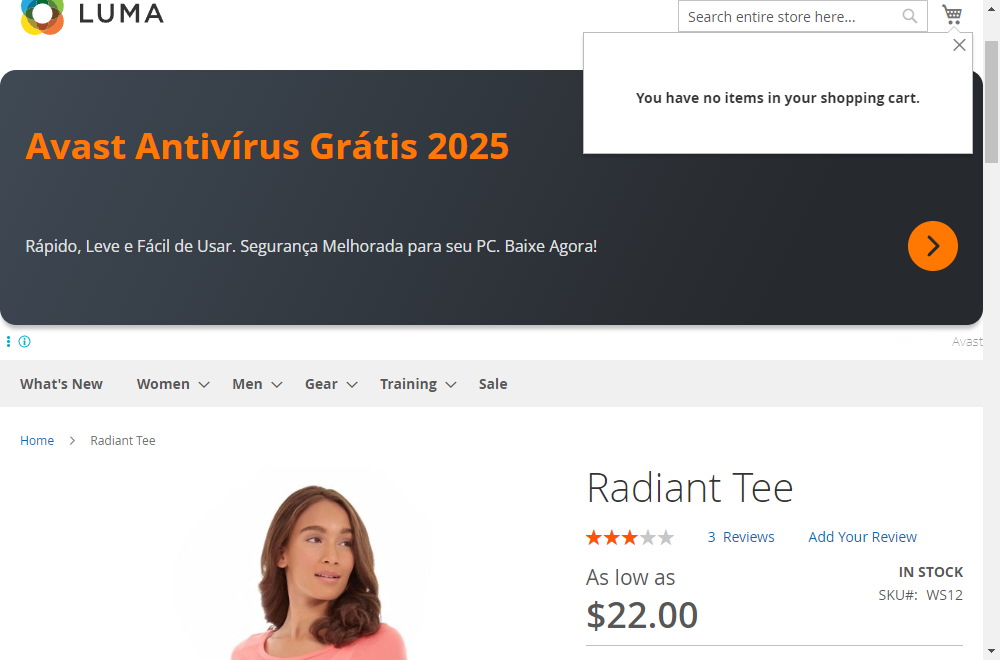 LUMA
Search entire store here...
You have no items in your shopping cart.
Avast Antivírus Grátis 2025
Rápido, Leve e Fácil de Usar. Segurança Melhorada para seu PC. Baixe Agora!
Avast
What's New Women Men Gear Training Sale
Home Radiant Tee
Radiant Tee
3 Reviews Add Your Review
As low as
$22.00
IN STOCK
SKU#: WS12